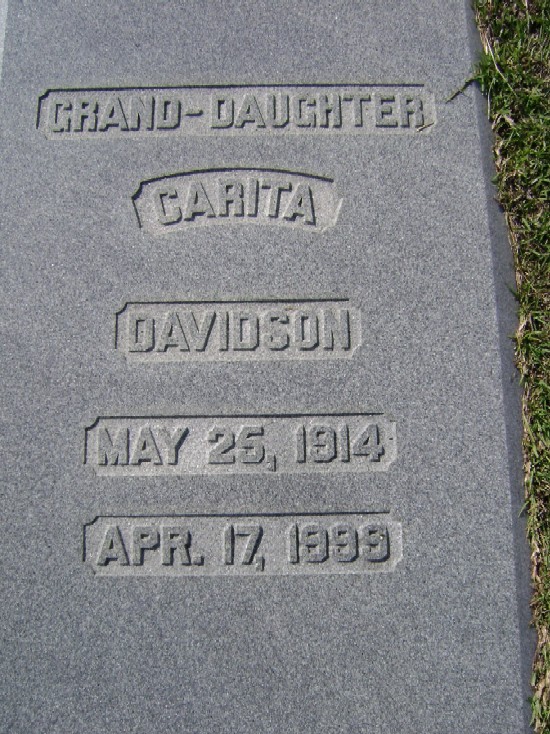 GRAND-DAUGHTER
CARITA
DAVIDSON
MAY 25, 1914
APR. 17, 1999